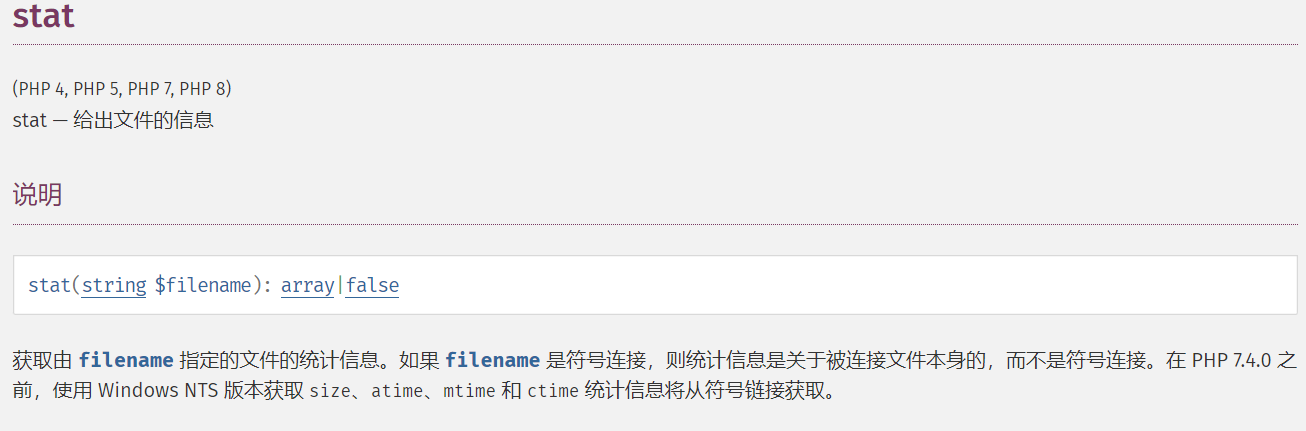 stat
(PHP 4, PHP 5, PHP 7, PHP 8)
stat — 给出文件的信息
说明
stat(string $filename): array|false
获取由 filename 指定的文件的统计信息。如果 filename 是符号连接，则统计信息是关于被连接文件本身的，而不是符号连接。在 PHP 7.4.0 之
前，使用 Windows NTS 版本获取 size、atime、mtime 和 ctime 统计信息将从符号链接获取。